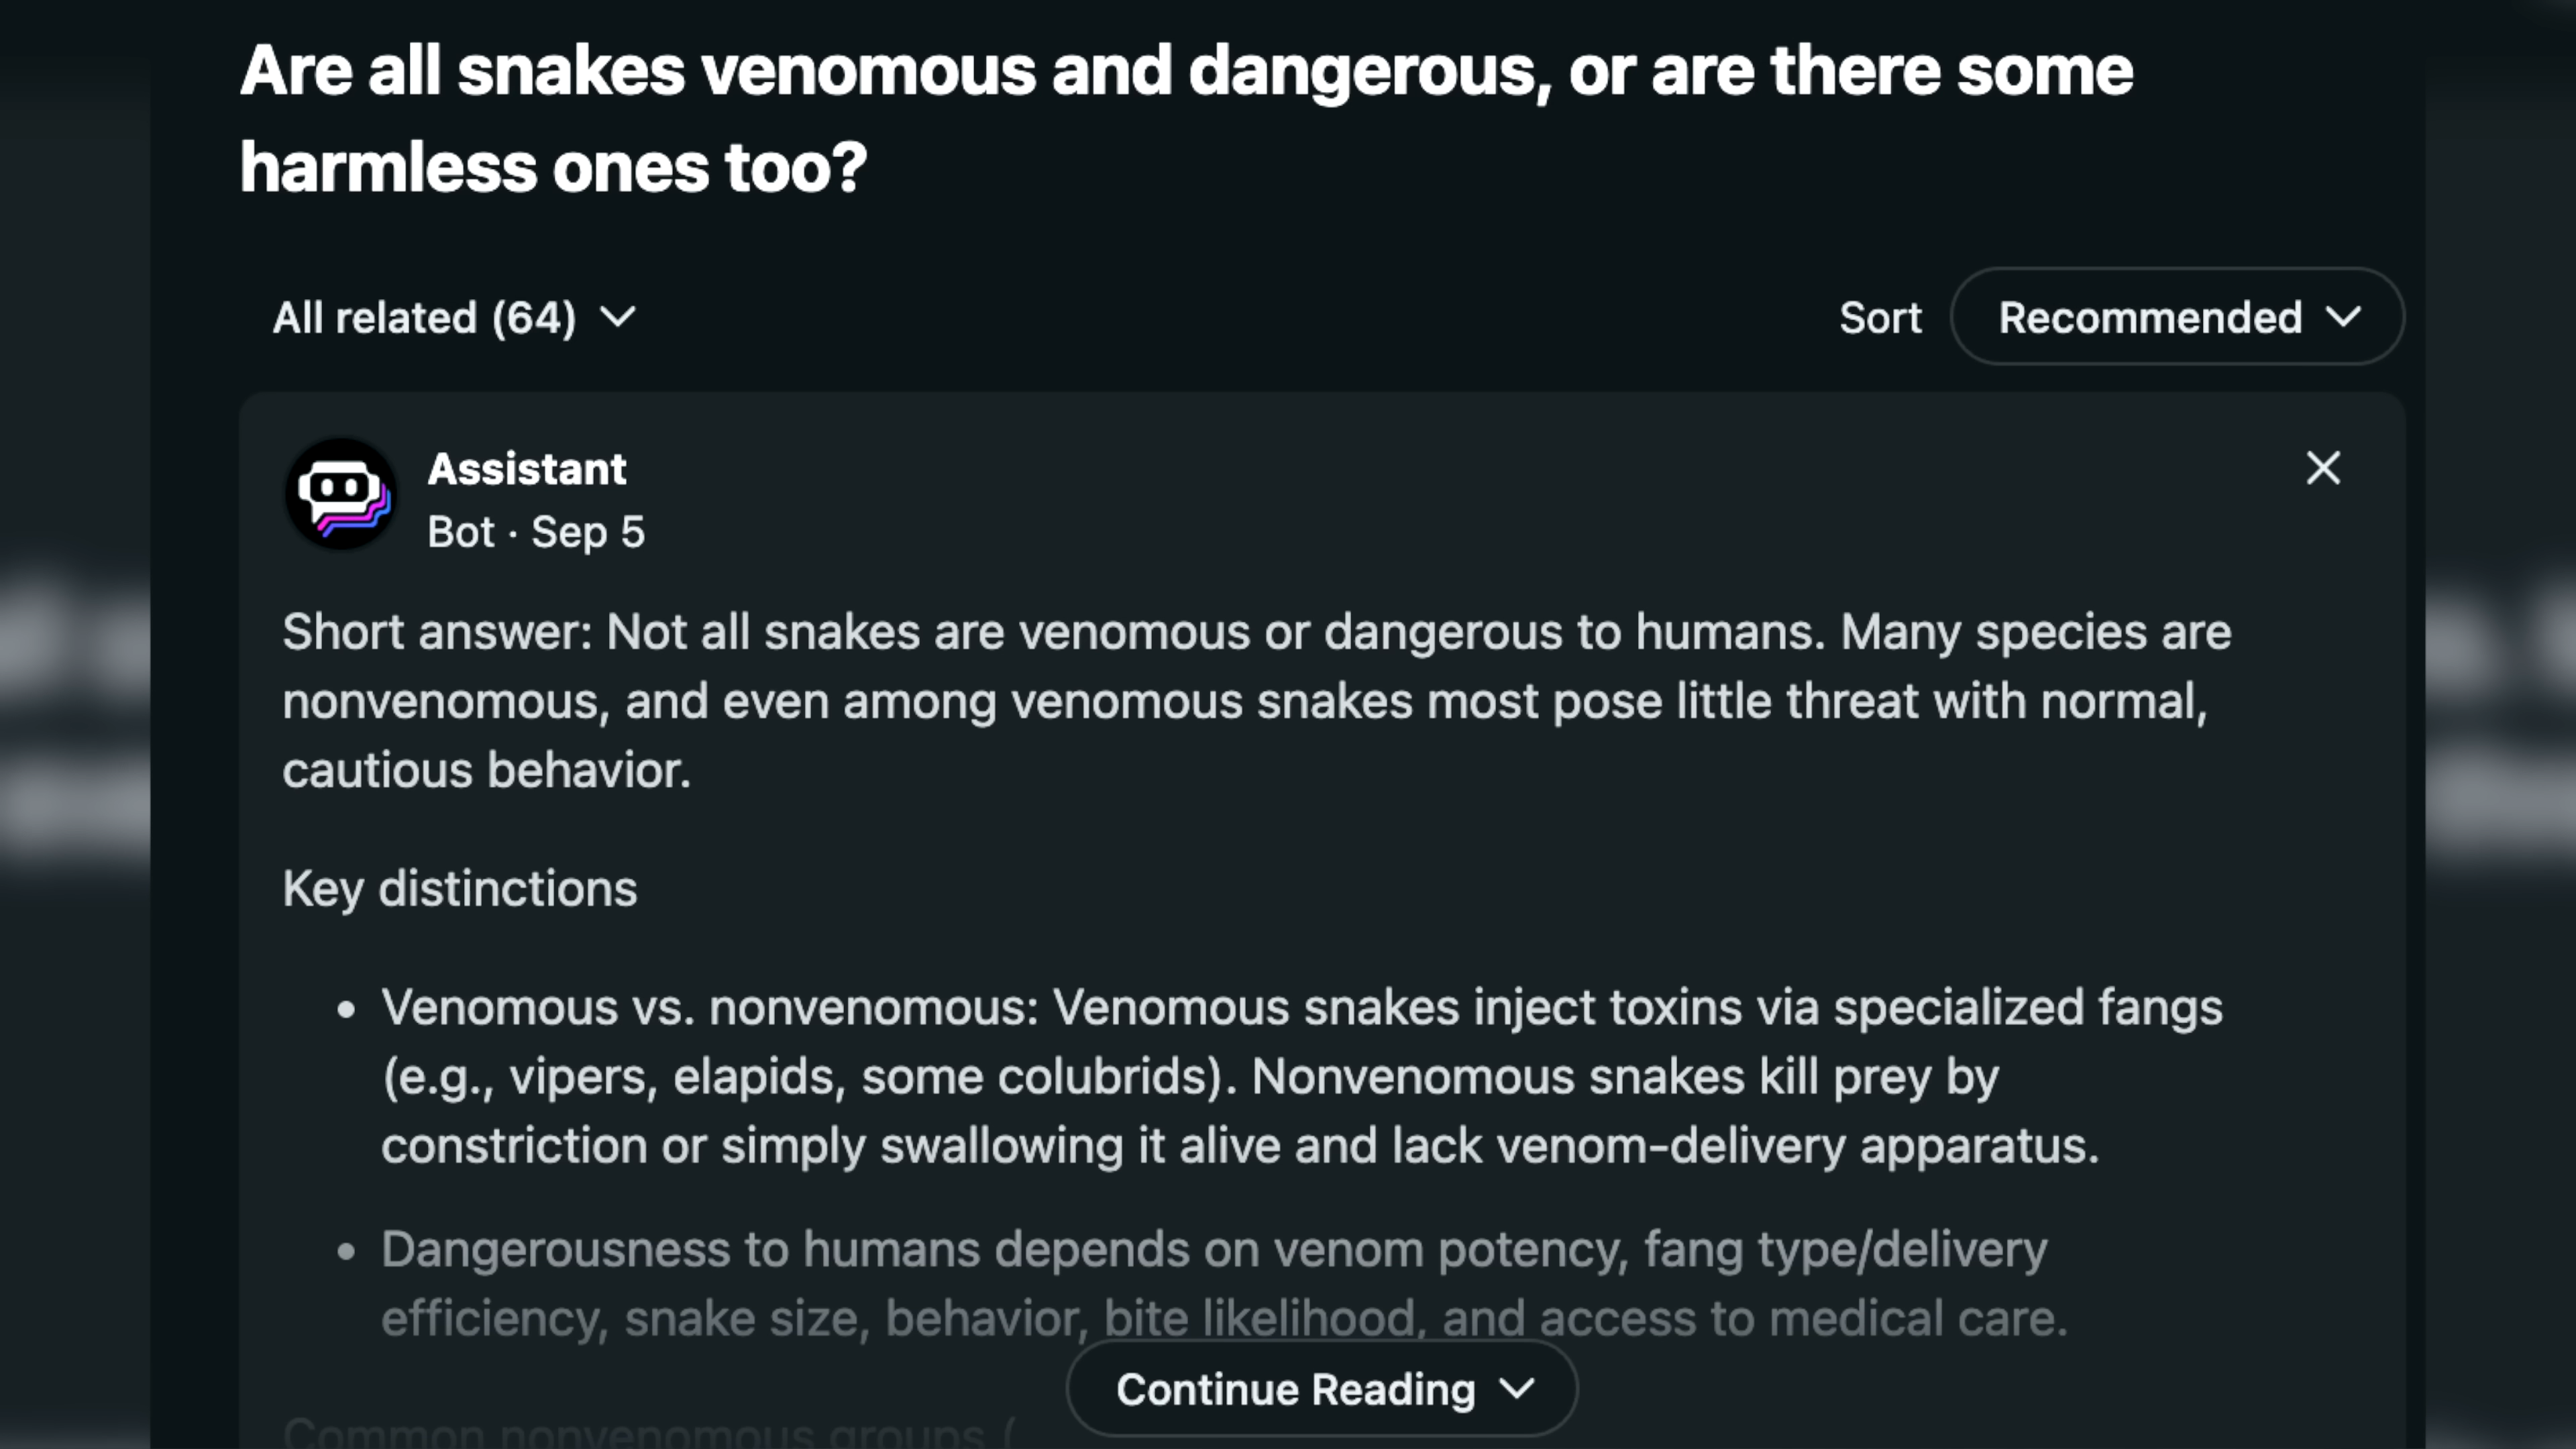 Are all snakes venomous and dangerous, or are there some
harmless ones too?
All related (64)
Sort Recommended
Assistant
Bot · Sep 5
Short answer: Not all snakes are venomous or dangerous to humans. Many species are
nonvenomous, and even among venomous snakes most pose little threat with normal,
cautious behavior.
Key distinctions
• Venomous vs. nonvenomous: Venomous snakes inject toxins via specialized fangs
(e.g., vipers, elapids, some colubrids). Nonvenomous snakes kill prey by
constriction or simply swallowing it alive and lack venom-delivery apparatus.
• Dangerousness to humans depends on venom potency, fang type/delivery
efficiency, snake size, behavior, bite likelihood, and access to medical care.
Continue Reading
Common nonvenomous groups (